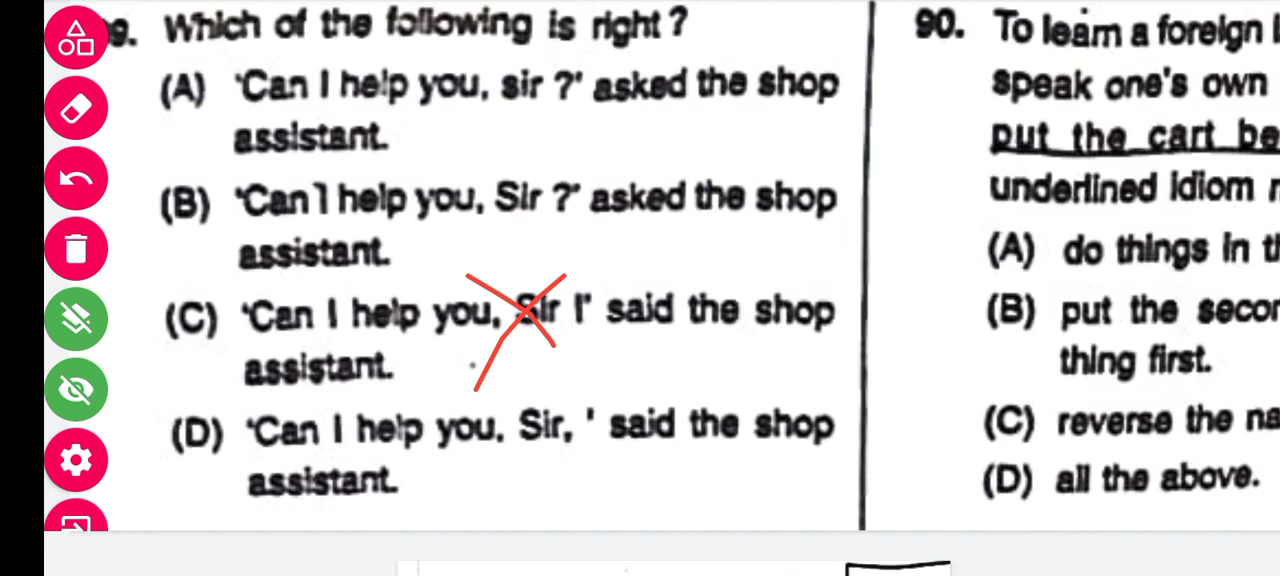 9. Which of the following is right ?
(A) 'Can I help you, sir ?' asked the shop
assistant.
(B) 'Can I help you, Sir ?' asked the shop
assistant.
(C) 'Can I help you, Sir !' said the shop
assistant.
(D) 'Can I help you, Sir, ' said the shop
assistant.
90. To learn a foreign
speak one's own
put the cart be
underlined idiom
(A) do things in
(B) put the secon
thing first.
(C) reverse the na
(D) all the above.